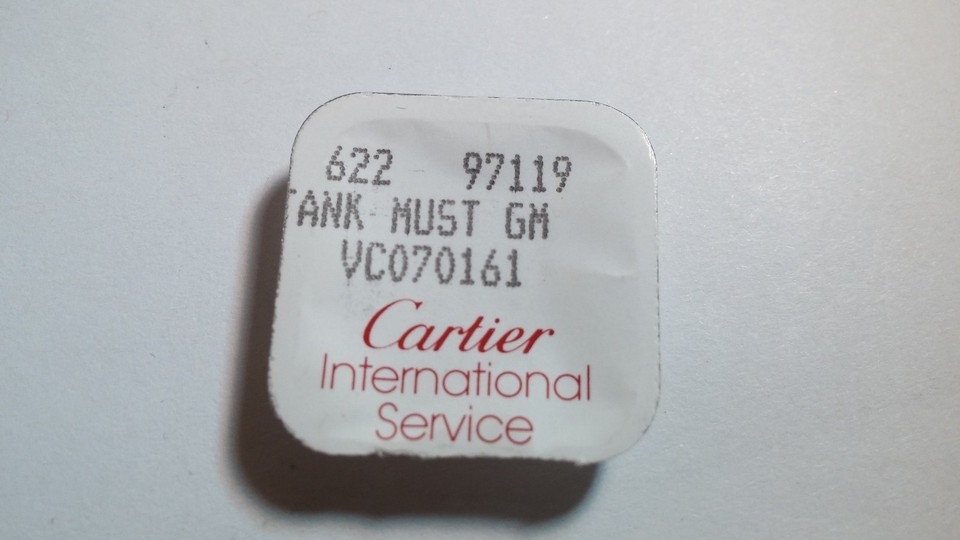 622 97119
TANK MUST GM
VC070161
Cartier
International
Service